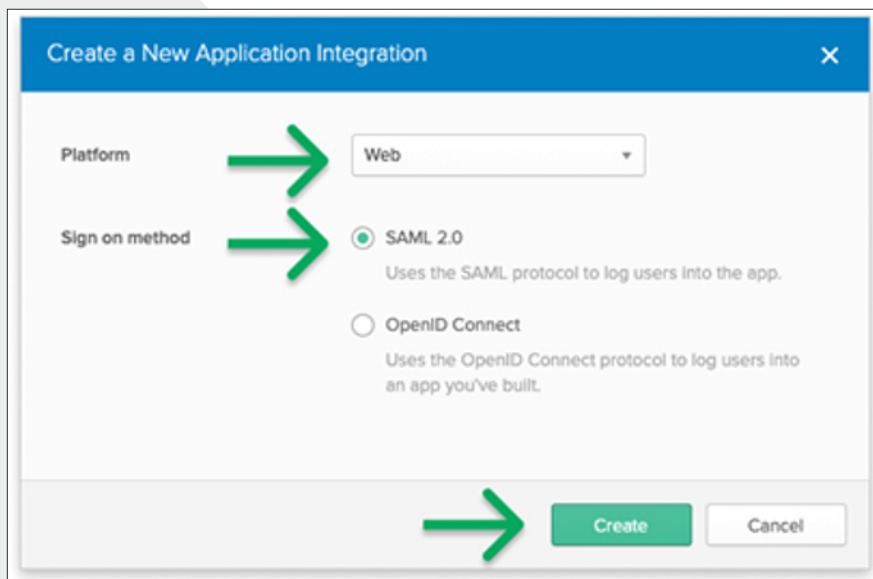 Create a New Application Integration
Platform
Web
Sign on method
SAML 2.0
Uses the SAML protocol to log users into the app.
OpenID Connect
Uses the OpenID Connect protocol to log users into
an app you've built.
Create
Cancel